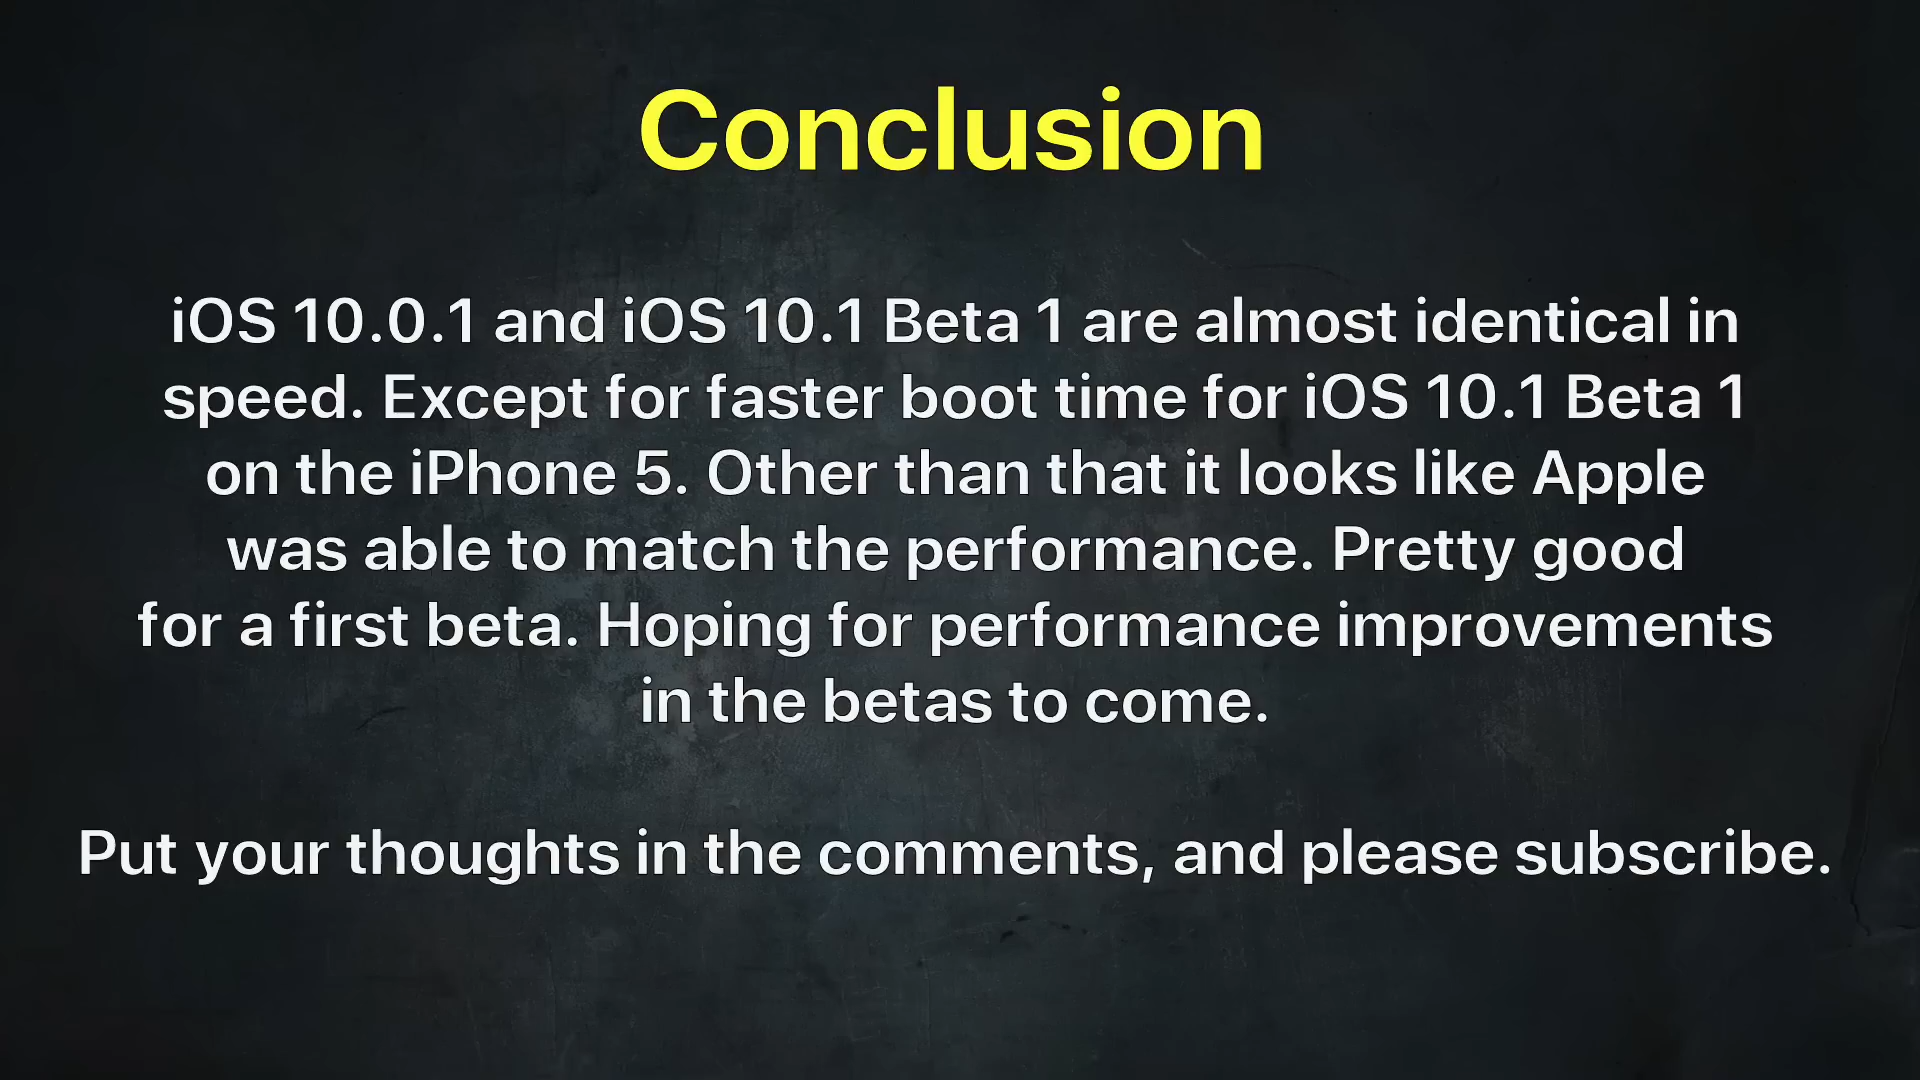 Conclusion
iOS 10.0.1 and iOS 10.1 Beta 1 are almost identical in
speed. Except for faster boot time for iOS 10.1 Beta 1
on the iPhone 5. Other than that it looks like Apple
was able to match the performance. Pretty good
for a first beta. Hoping for performance improvements
in the betas to come.
Put your thoughts in the comments, and please subscribe.